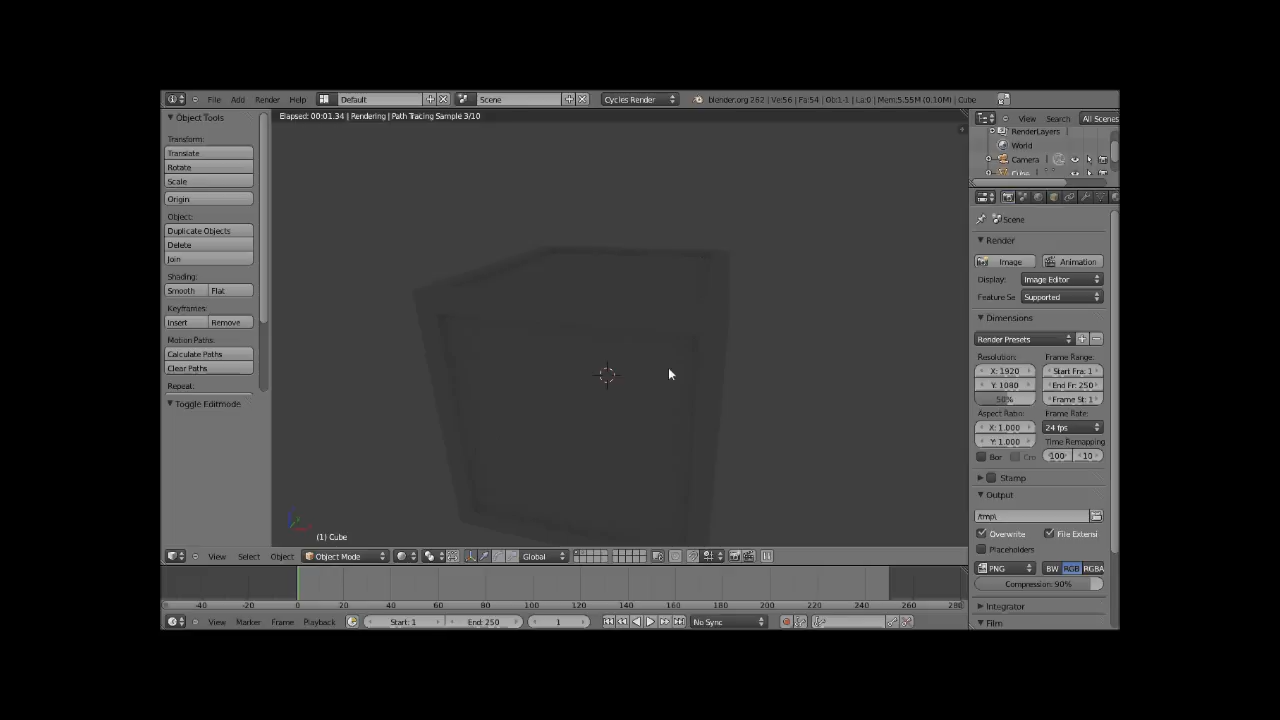 File Add Render Help Default Scene Cycles Render blender.org 262 | Ve:56 | Fa:54 | Ob:1-1 | La:0 | Mem:5.55M (0.10M) | Cube
Object Tools
Elapsed: 00:01.34 | Rendering | Path Tracing Sample 3/10
View Search All Scenes
RenderLayers
World
Camera
Cube
Transform:
Translate
Rotate
Scale
Origin
Object:
Duplicate Objects
Delete
Join
Shading:
Smooth Flat
Keyframes:
Insert Remove
Motion Paths:
Calculate Paths
Clear Paths
Repeat:
Toggle Editmode
Scene
Render
Image Animation
Display: Image Editor
Feature Se Supported
Dimensions
Render Presets
Resolution: Frame Range:
X: 1920 Start Fra: 1
Y: 1080 End Fr: 250
50% Frame St: 1
Aspect Ratio: Frame Rate:
X: 1.000 24 fps
Y: 1.000 Time Remapping
Bor Cro 100 10
Stamp
Output
/tmp\
Overwrite File Extensi
Placeholders
PNG BW RGB RGBA
Compression: 90%
Integrator
Film
(1) Cube
View Select Object Object Mode Global
-40 -20 0 20 40 60 80 100 120 140 160 180 200 220 240 260 280
View Marker Frame Playback Start: 1 End: 250 1 No Sync